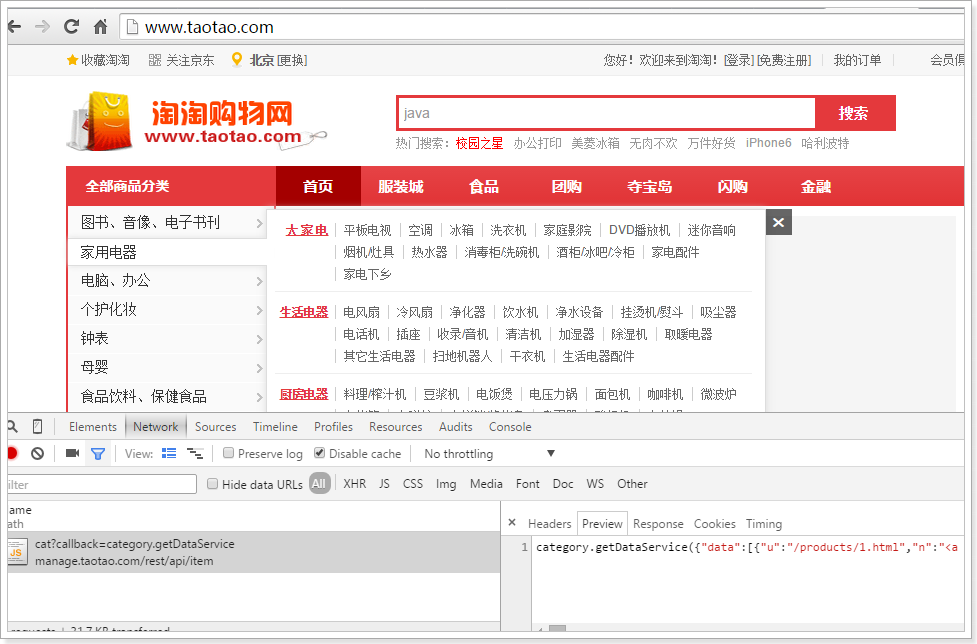 www.taotao.com
收藏淘淘 关注京东 北京 [更换] 您好！欢迎来到淘淘！[登录] [免费注册] 我的订单 会员俱
淘淘购物网
www.taotao.com
java 搜索
热门搜索： 校园之星 办公打印 美菱冰箱 无肉不欢 万件好货 iPhone6 哈利波特
全部商品分类 首页 服装城 食品 团购 夺宝岛 闪购 金融
图书、音像、电子书刊
家用电器
电脑、办公
个护化妆
钟表
母婴
食品饮料、保健食品
大家电 平板电视 空调 冰箱 洗衣机 家庭影院 DVD播放机 迷你音响
烟机/灶具 热水器 消毒柜/洗碗机 酒柜/冰吧/冷柜 家电配件
家电下乡
生活电器 电风扇 冷风扇 净化器 饮水机 净水设备 挂烫机/熨斗 吸尘器
电话机 插座 收录/音机 清洁机 加湿器 除湿机 取暖电器
其它生活电器 扫地机器人 干衣机 生活电器配件
厨房电器 料理/榨汁机 豆浆机 电饭煲 电压力锅 面包机 咖啡机 微波炉
Elements Network Sources Timeline Profiles Resources Audits Console
View: Preserve log Disable cache No throttling
ilter Hide data URLs All XHR JS CSS Img Media Font Doc WS Other
ame
ath
JS
cat?callback=category.getDataService
manage.taotao.com/rest/api/item
× Headers Preview Response Cookies Timing
1 category.getDataService({"data":[{"u":"/products/1.html","n":"<a
requests 21.7 KB transferred